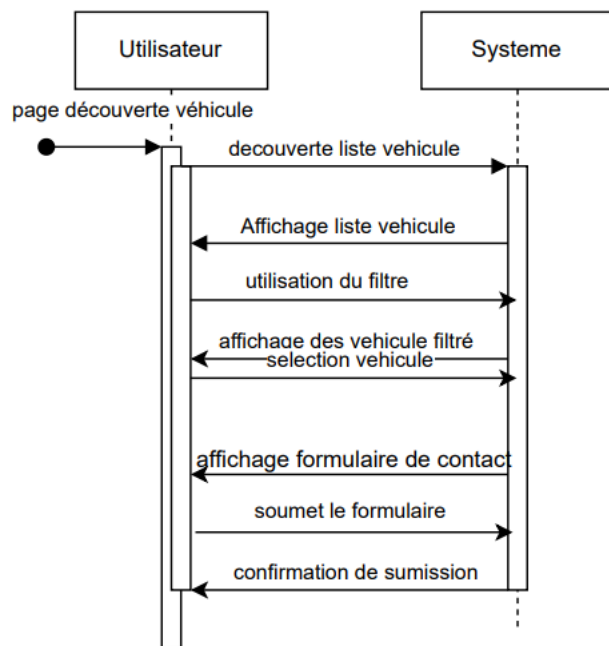 Utilisateur
Systeme
page découverte véhicule
decouverte liste vehicule
Affichage liste vehicule
utilisation du filtre
affichage des vehicule filtré
selection vehicule
affichage formulaire de contact
soumet le formulaire
confirmation de sumission